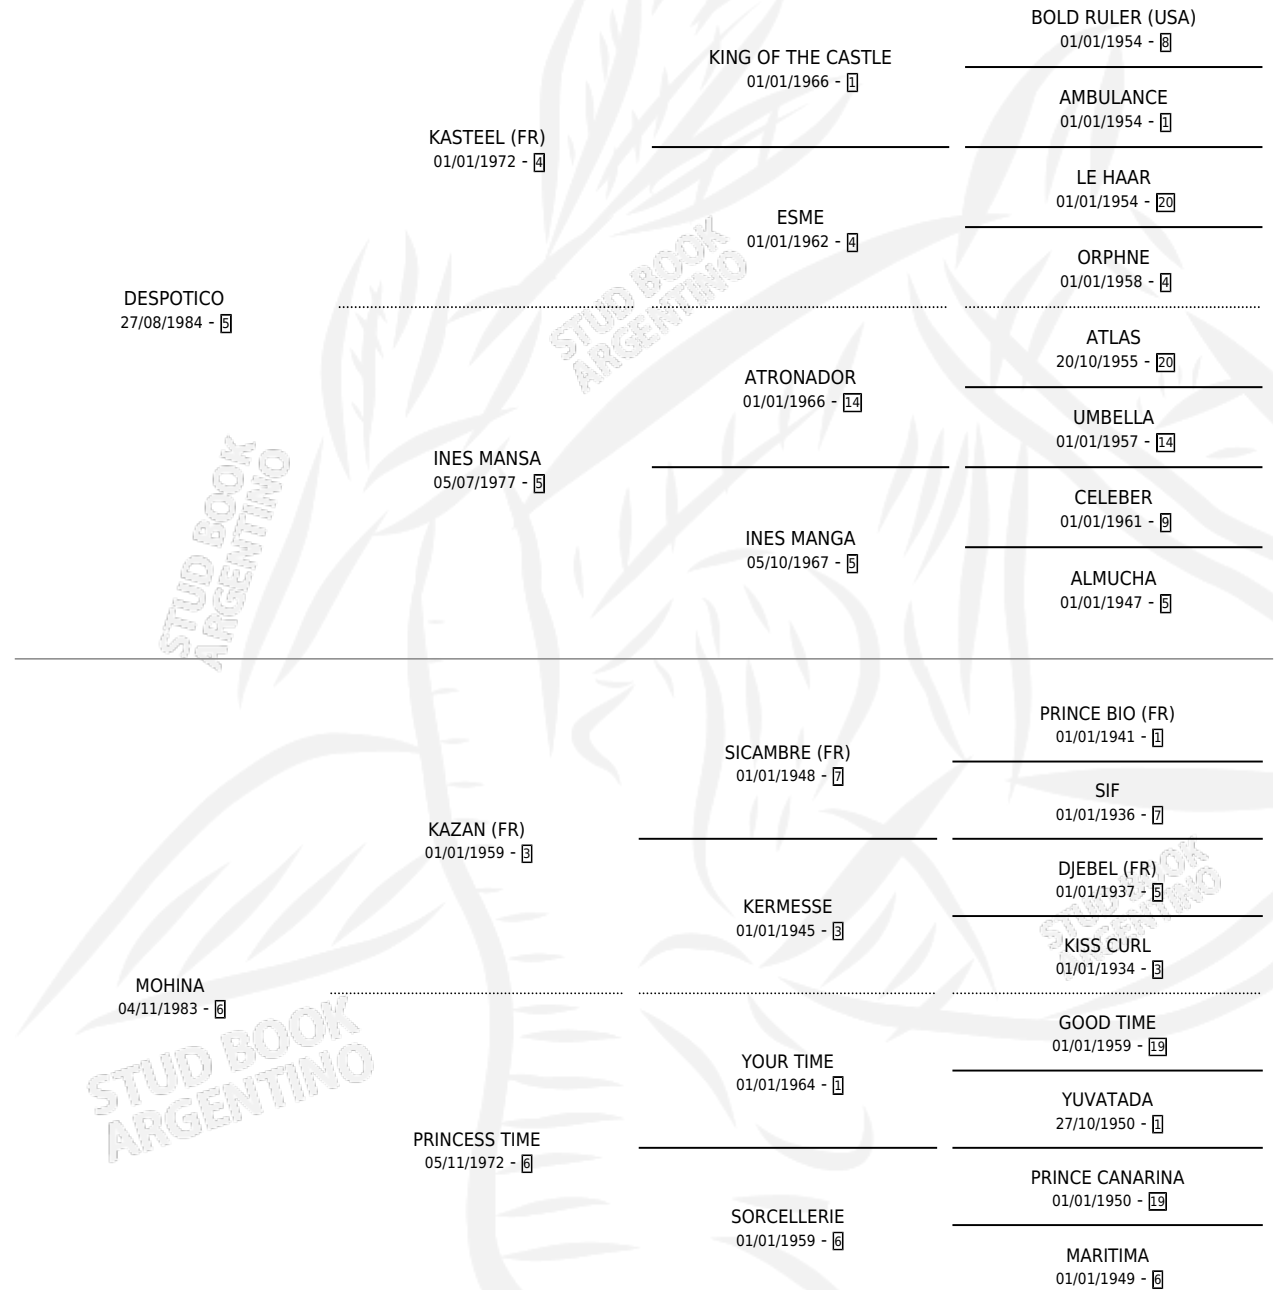 BOLD RULER (USA)
01/01/1954 - 8
KING OF THE CASTLE
01/01/1966 - 1
AMBULANCE
01/01/1954 - 1
KASTEEL (FR)
01/01/1972 - 4
LE HAAR
01/01/1954 - 20
ESME
01/01/1962 - 4
ORPHNE
01/01/1958 - 4
DESPOTICO
27/08/1984 - 5
ATLAS
20/10/1955 - 20
ATRONADOR
01/01/1966 - 14
UMBELLA
01/01/1957 - 14
INES MANSA
05/07/1977 - 5
CELEBER
01/01/1961 - 9
INES MANGA
05/10/1967 - 5
ALMUCHA
01/01/1947 - 5
STUD BOOK
ARGENTINO
STUD BOOK
ARGENTINO
PRINCE BIO (FR)
01/01/1941 - 1
SICAMBRE (FR)
01/01/1948 - 7
SIF
01/01/1936 - 7
KAZAN (FR)
01/01/1959 - 3
DJEBEL (FR)
01/01/1937 - 5
KERMESSE
01/01/1945 - 3
KISS CURL
01/01/1934 - 3
STUD BOOK
ARGENTINO
MOHINA
04/11/1983 - 6
GOOD TIME
01/01/1959 - 19
YOUR TIME
01/01/1964 - 1
YUVATADA
27/10/1950 - 1
STUD BOOK
ARGENTINO
PRINCESS TIME
05/11/1972 - 6
PRINCE CANARINA
01/01/1950 - 19
SORCELLERIE
01/01/1959 - 6
MARITIMA
01/01/1949 - 6